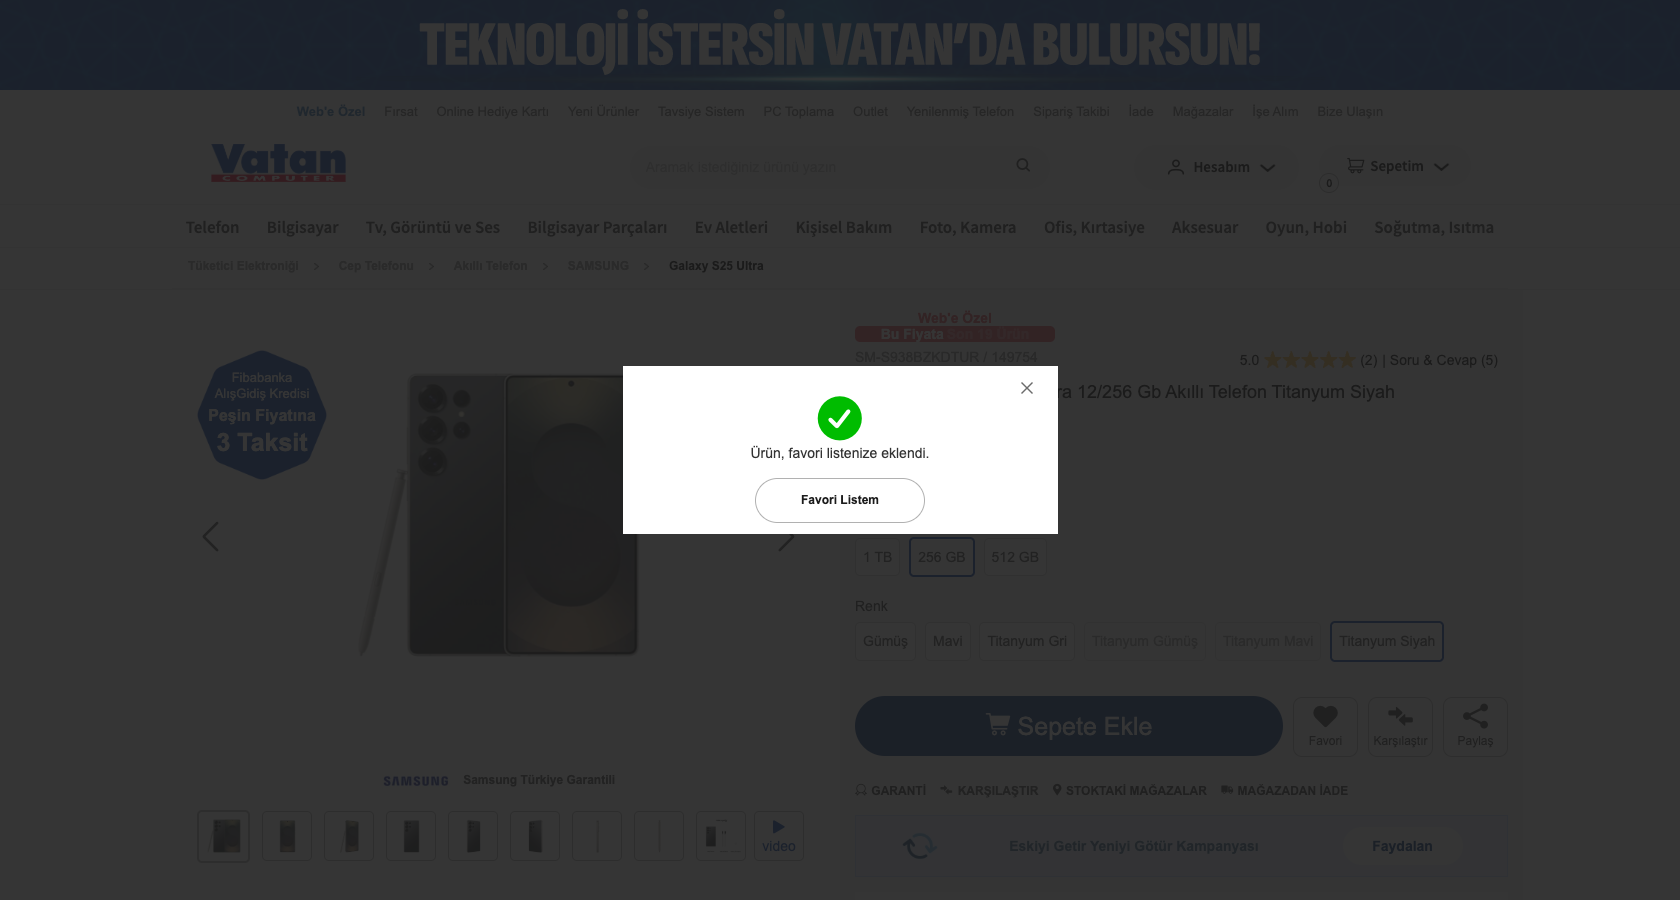 TEKNOLOJİ İSTERSİN VATAN'DA BULURSUN!
Web'e Özel Fırsat Online Hediye Kartı Yeni Ürünler Tavsiye Sistem PC Toplama Outlet Yenilenmiş Telefon Sipariş Takibi İade Mağazalar İşe Alım Bize Ulaşın
Vatan
COMPUTER
Aramak istediğiniz ürünü yazın
Hesabım
Sepetim
0
Telefon Bilgisayar Tv, Görüntü ve Ses Bilgisayar Parçaları Ev Aletleri Kişisel Bakım Foto, Kamera Ofis, Kırtasiye Aksesuar Oyun, Hobi Soğutma, Isıtma
Tüketici Elektroniği > Cep Telefonu > Akıllı Telefon > SAMSUNG > Galaxy S25 Ultra
Web'e Özel
Bu Fiyata
SM-S938BZKDTUR / 149754
5.0 (2) | Soru & Cevap (5)
ra 12/256 Gb Akıllı Telefon Titanyum Siyah
Fibabanka
AlışGidiş Kredisi
Peşin Fiyatına
3 Taksit
Ürün, favori listenize eklendi.
Favori Listem
1 TB 256 GB 512 GB
Renk
Gümüş Mavi Titanyum Gri Titanyum Gümüş Titanyum Mavi Titanyum Siyah
Sepete Ekle
Favori
Karşılaştır
Paylaş
SAMSUNG Samsung Türkiye Garantili
GARANTİ KARŞILAŞTIR STOKTAKİ MAĞAZALAR MAĞAZADAN İADE
video
Eskiyi Getir Yeniyi Götür Kampanyası
Faydalan